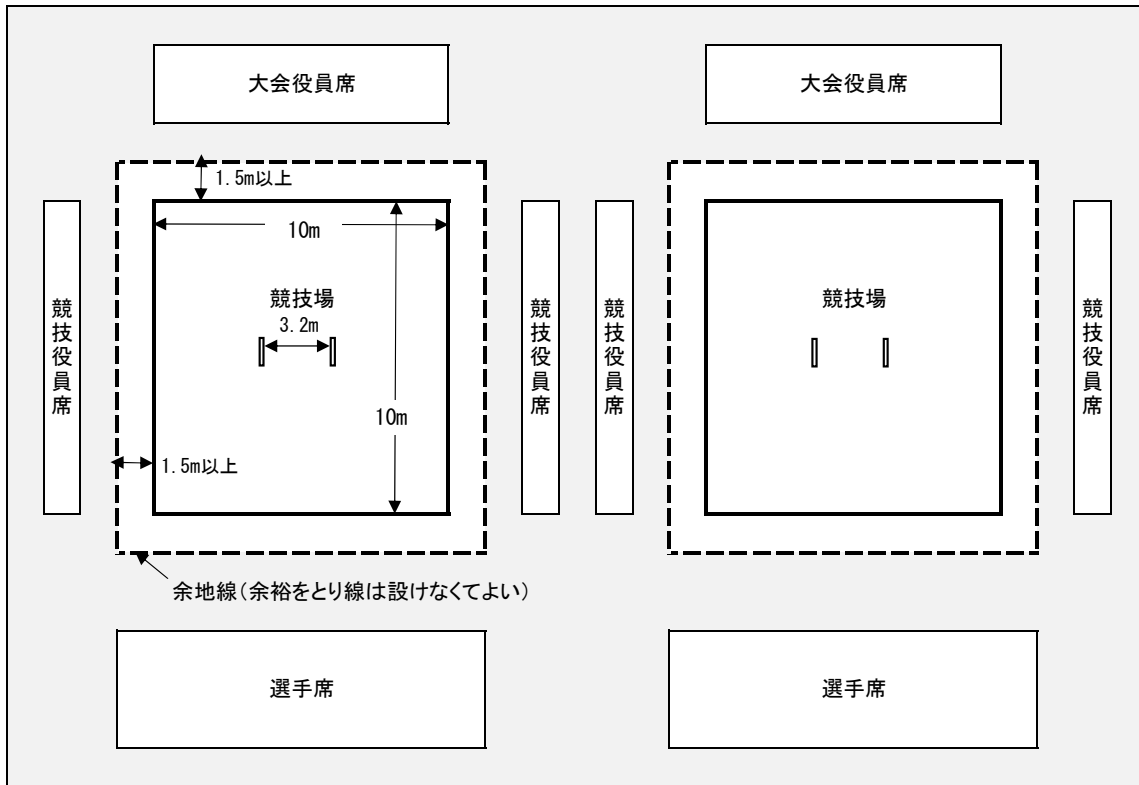 大会役員席
大会役員席
1.5m以上
10m
競技場
3.2m
10m
1.5m以上
競技役員席
競技役員席
競技役員席
競技場
競技役員席
余地線(余裕をとり線は設けなくてよい)
選手席
選手席